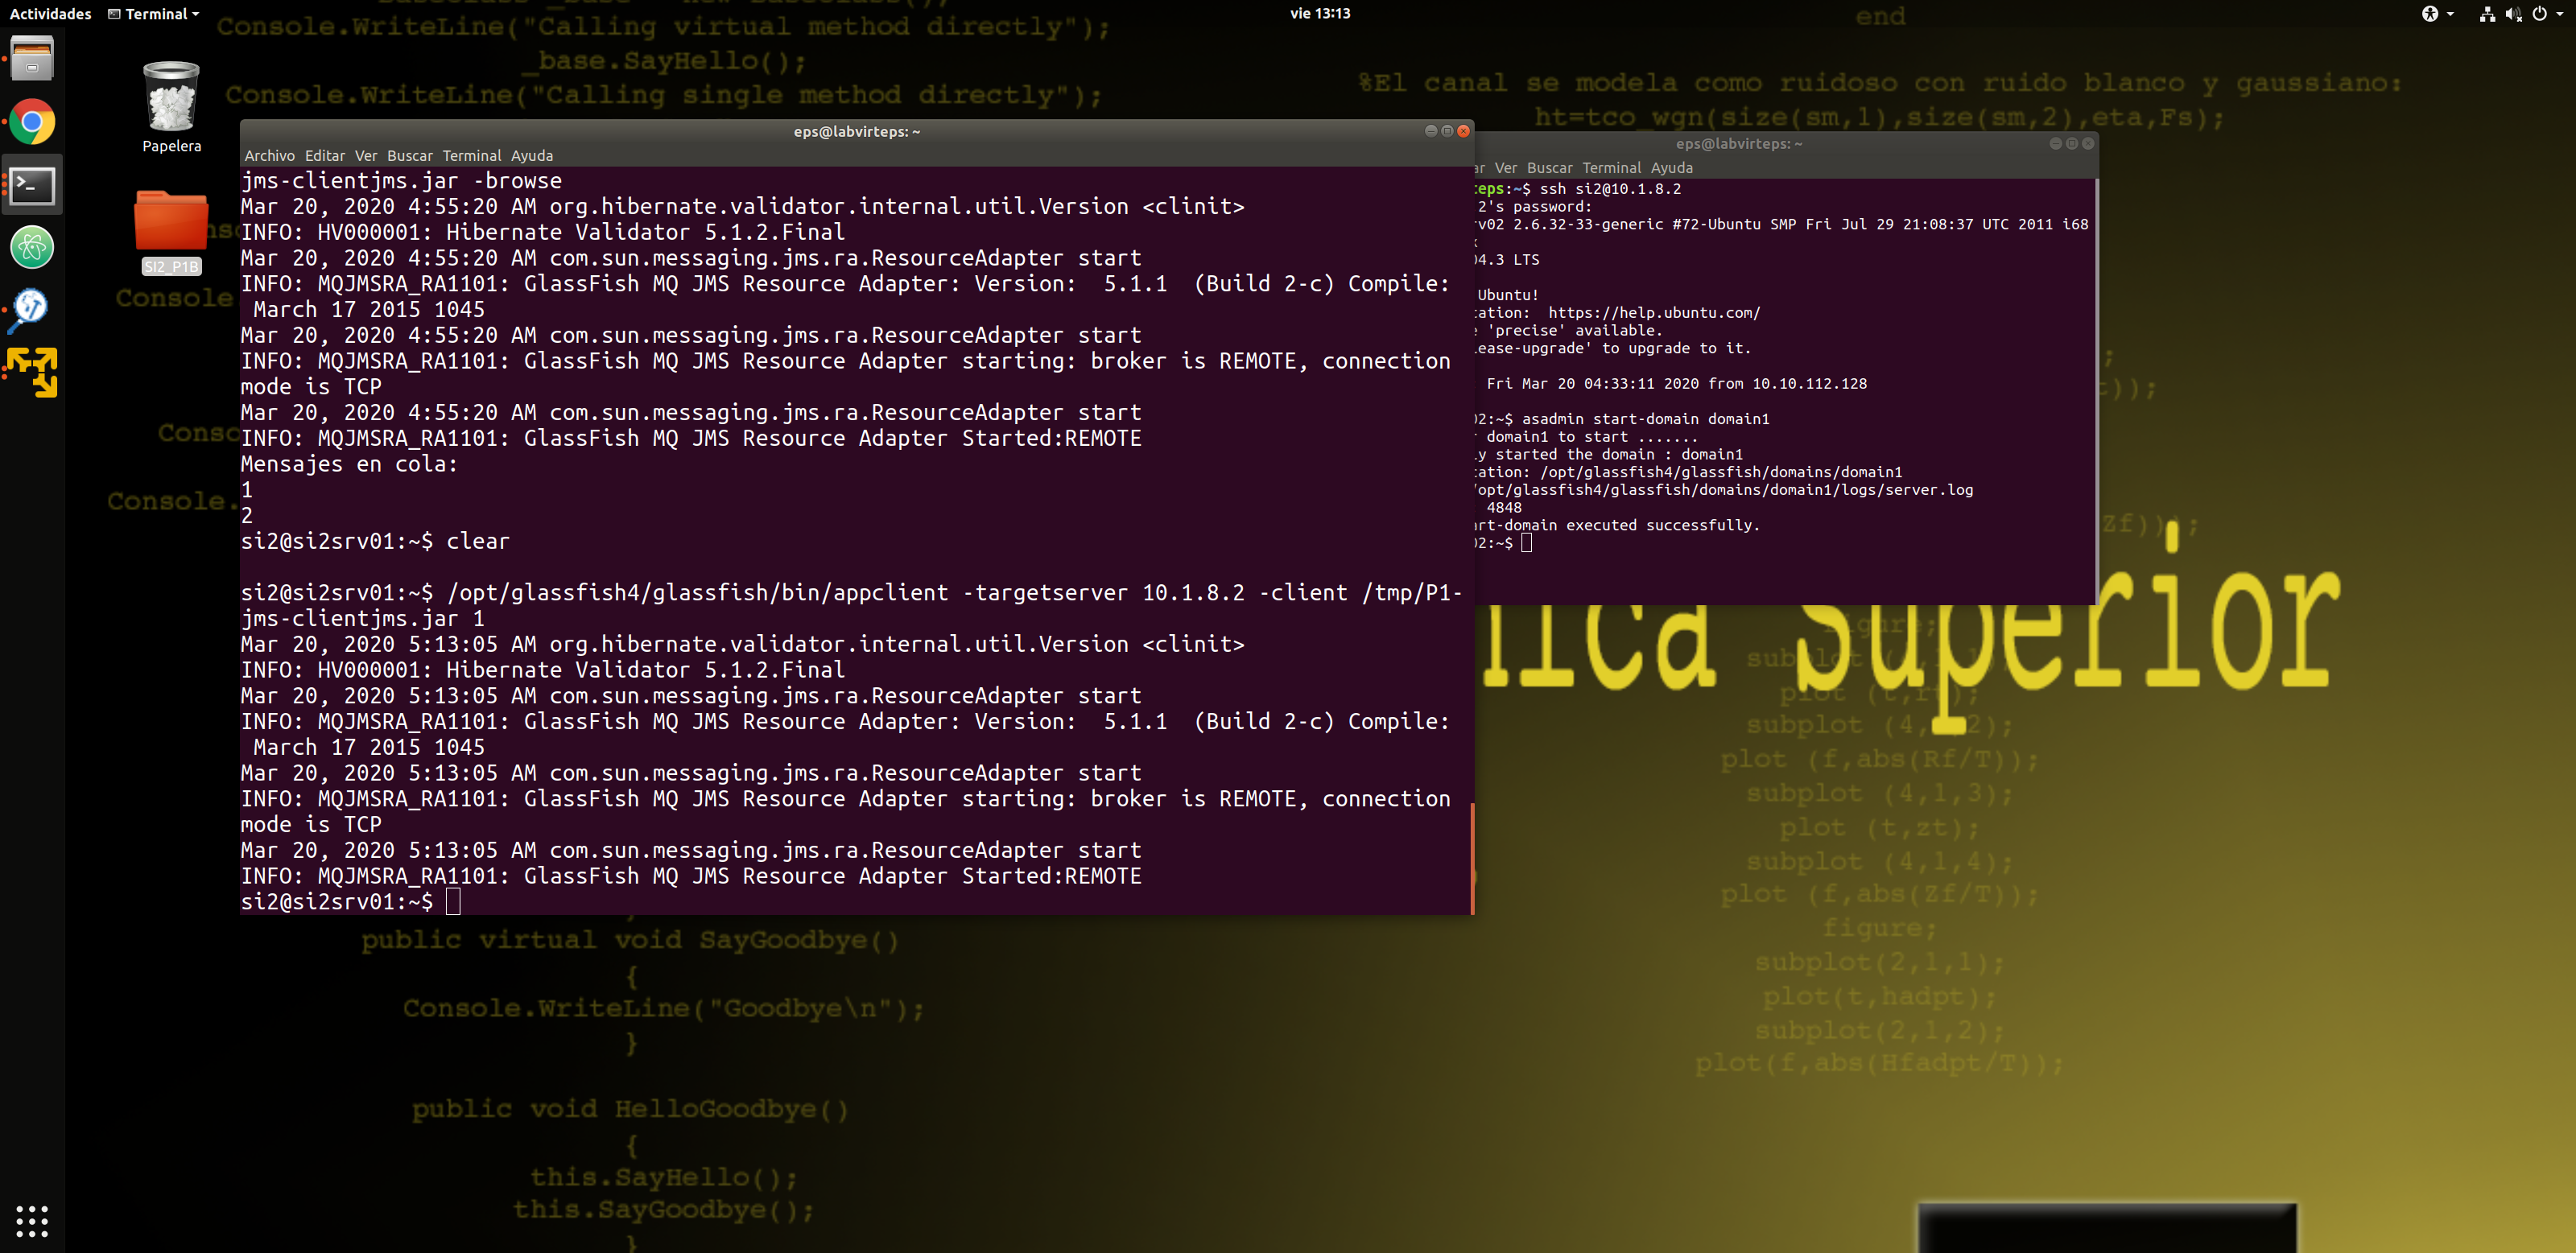 Actividades Terminal vie 13:13
Console.WriteLine("Calling virtual method directly");
_base.SayHello();
Console.WriteLine("Calling single method directly");
end
%El canal se modela como ruidoso con ruido blanco y gaussiano:
ht=tco_wgn(size(sm,1),size(sm,2),eta,Fs);
Papelera
SI2_P1B
eps@labvirteps: ~
Archivo Editar Ver Buscar Terminal Ayuda
jms-clientjms.jar -browse
Mar 20, 2020 4:55:20 AM org.hibernate.validator.internal.util.Version <clinit>
INFO: HV000001: Hibernate Validator 5.1.2.Final
Mar 20, 2020 4:55:20 AM com.sun.messaging.jms.ra.ResourceAdapter start
INFO: MQJMSRA_RA1101: GlassFish MQ JMS Resource Adapter: Version:  5.1.1  (Build 2-c) Compile:
 March 17 2015 1045
Mar 20, 2020 4:55:20 AM com.sun.messaging.jms.ra.ResourceAdapter start
INFO: MQJMSRA_RA1101: GlassFish MQ JMS Resource Adapter starting: broker is REMOTE, connection
mode is TCP
Mar 20, 2020 4:55:20 AM com.sun.messaging.jms.ra.ResourceAdapter start
INFO: MQJMSRA_RA1101: GlassFish MQ JMS Resource Adapter Started:REMOTE
Mensajes en cola:
1
2
si2@si2srv01:~$ clear
si2@si2srv01:~$ /opt/glassfish4/glassfish/bin/appclient -targetserver 10.1.8.2 -client /tmp/P1-
jms-clientjms.jar 1
Mar 20, 2020 5:13:05 AM org.hibernate.validator.internal.util.Version <clinit>
INFO: HV000001: Hibernate Validator 5.1.2.Final
Mar 20, 2020 5:13:05 AM com.sun.messaging.jms.ra.ResourceAdapter start
INFO: MQJMSRA_RA1101: GlassFish MQ JMS Resource Adapter: Version:  5.1.1  (Build 2-c) Compile:
 March 17 2015 1045
Mar 20, 2020 5:13:05 AM com.sun.messaging.jms.ra.ResourceAdapter start
INFO: MQJMSRA_RA1101: GlassFish MQ JMS Resource Adapter starting: broker is REMOTE, connection
mode is TCP
Mar 20, 2020 5:13:05 AM com.sun.messaging.jms.ra.ResourceAdapter start
INFO: MQJMSRA_RA1101: GlassFish MQ JMS Resource Adapter Started:REMOTE
si2@si2srv01:~$
eps@labvirteps: ~
ar Ver Buscar Terminal Ayuda
teps:~$ ssh si2@10.1.8.2
2's password:
rv02 2.6.32-33-generic #72-Ubuntu SMP Fri Jul 29 21:08:37 UTC 2011 i68
x
04.3 LTS
Ubuntu!
tation:  https://help.ubuntu.com/
e 'precise' available.
lease-upgrade' to upgrade to it.
Fri Mar 20 04:33:11 2020 from 10.10.112.128
02:~$ asadmin start-domain domain1
r domain1 to start .......
ly started the domain : domain1
cation: /opt/glassfish4/glassfish/domains/domain1
/opt/glassfish4/glassfish/domains/domain1/logs/server.log
4848
art-domain executed successfully.
02:~$
Console.
Conso
Console.
nica Superior
figure;
plot (t,rt);
plot (f,abs(Rf/T));
subplot (4,1,3);
plot (t,zt);
subplot (4,1,4);
plot (f,abs(Zf/T));
figure;
subplot(2,1,1);
plot(t,hadpt);
subplot(2,1,2);
plot(f,abs(Hfadpt/T));
public virtual void SayGoodbye()
{
Console.WriteLine("Goodbye\n");
}
public void HelloGoodbye()
{
this.SayHello();
this.SayGoodbye();
}